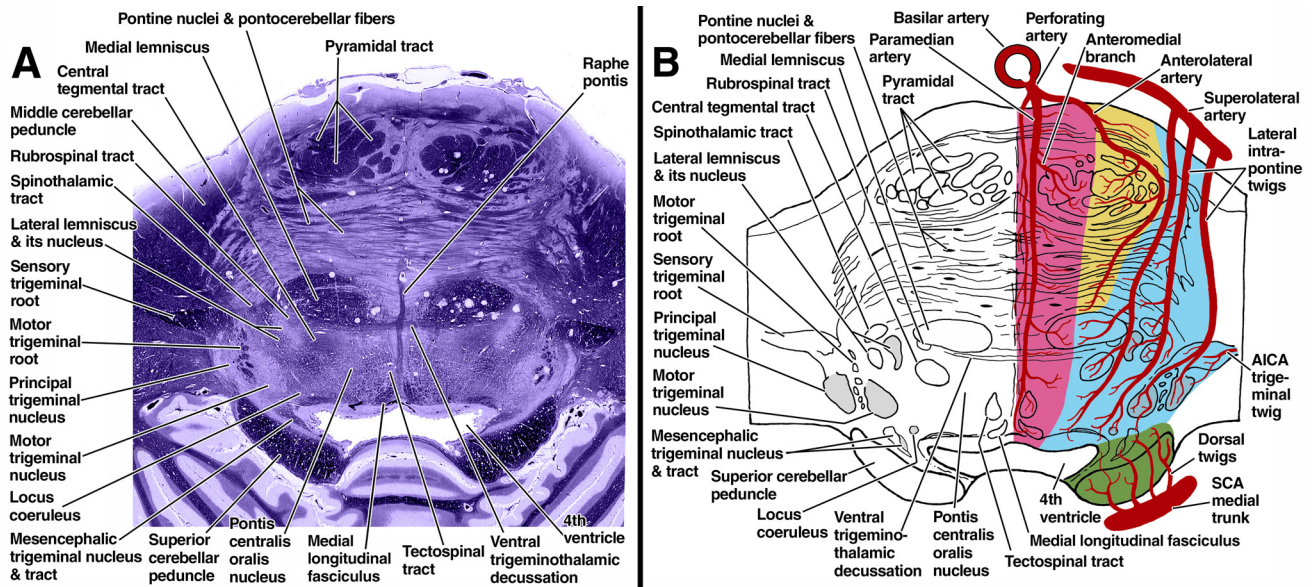 A
Pontine nuclei & pontocerebellar fibers
Medial lemniscus
Pyramidal tract
Central
tegmental tract
Raphe
pontis
Middle cerebellar
peduncle
Rubrospinal tract
Spinothalamic
tract
Lateral lemniscus
& its nucleus
Sensory
trigeminal
root
Motor
trigeminal
root
Principal
trigeminal
nucleus
Motor
trigeminal
nucleus
Locus
coeruleus
Mesencephalic
trigeminal nucleus
& tract
Superior
cerebellar
peduncle
Pontis
centralis
oralis
nucleus
Medial
longitudinal
fasciculus
Tectospinal
tract
Ventral
trigeminothalamic
decussation
4th
ventricle
B
Pontine nuclei &
pontocerebellar fibers
Medial lemniscus
Rubrospinal tract
Central tegmental tract
Spinothalamic tract
Lateral lemniscus
& its nucleus
Motor
trigeminal
root
Sensory
trigeminal
root
Principal
trigeminal
nucleus
Motor
trigeminal
nucleus
Mesencephalic
trigeminal nucleus
& tract
Superior cerebellar
peduncle
Locus
coeruleus
Ventral
trigemino-
thalamic
decussation
Pontis
centralis
oralis
nucleus
Tectospinal tract
Medial longitudinal fasciculus
4th
ventricle
Basilar artery
Paramedian
artery
Pyramidal
tract
Perforating
artery
Anteromedial
branch
Anterolateral
artery
Superolateral
artery
Lateral
intra-
pontine
twigs
AICA
trige-
minal
twig
Dorsal
twigs
SCA
medial
trunk